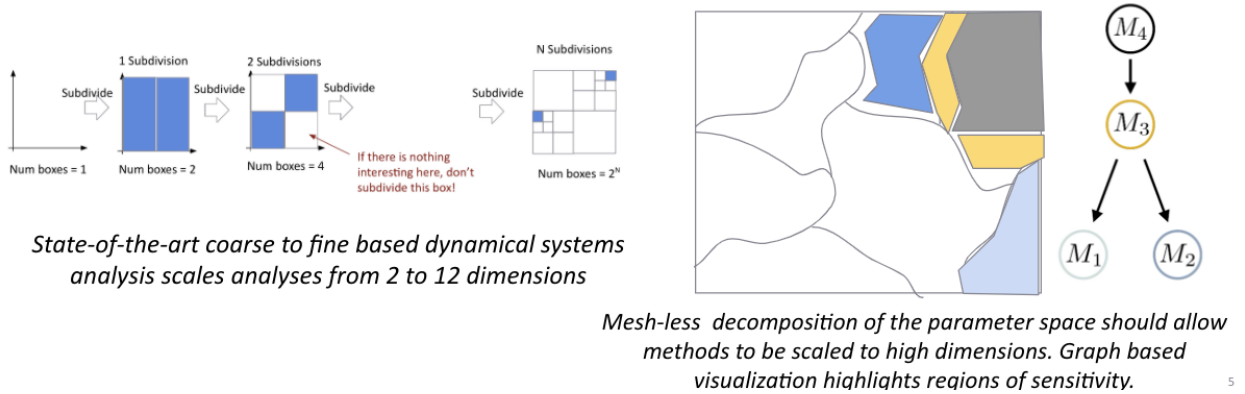 1 Subdivision
2 Subdivisions
N Subdivisions
Subdivide
Subdivide
Subdivide
Subdivide
Num boxes = 1
Num boxes = 2
Num boxes = 4
If there is nothing
interesting here, don't
subdivide this box!
Num boxes = 2ᴺ
State-of-the-art coarse to fine based dynamical systems
analysis scales analyses from 2 to 12 dimensions
M₄
M₃
M₁
M₂
Mesh-less decomposition of the parameter space should allow
methods to be scaled to high dimensions. Graph based
visualization highlights regions of sensitivity.
5